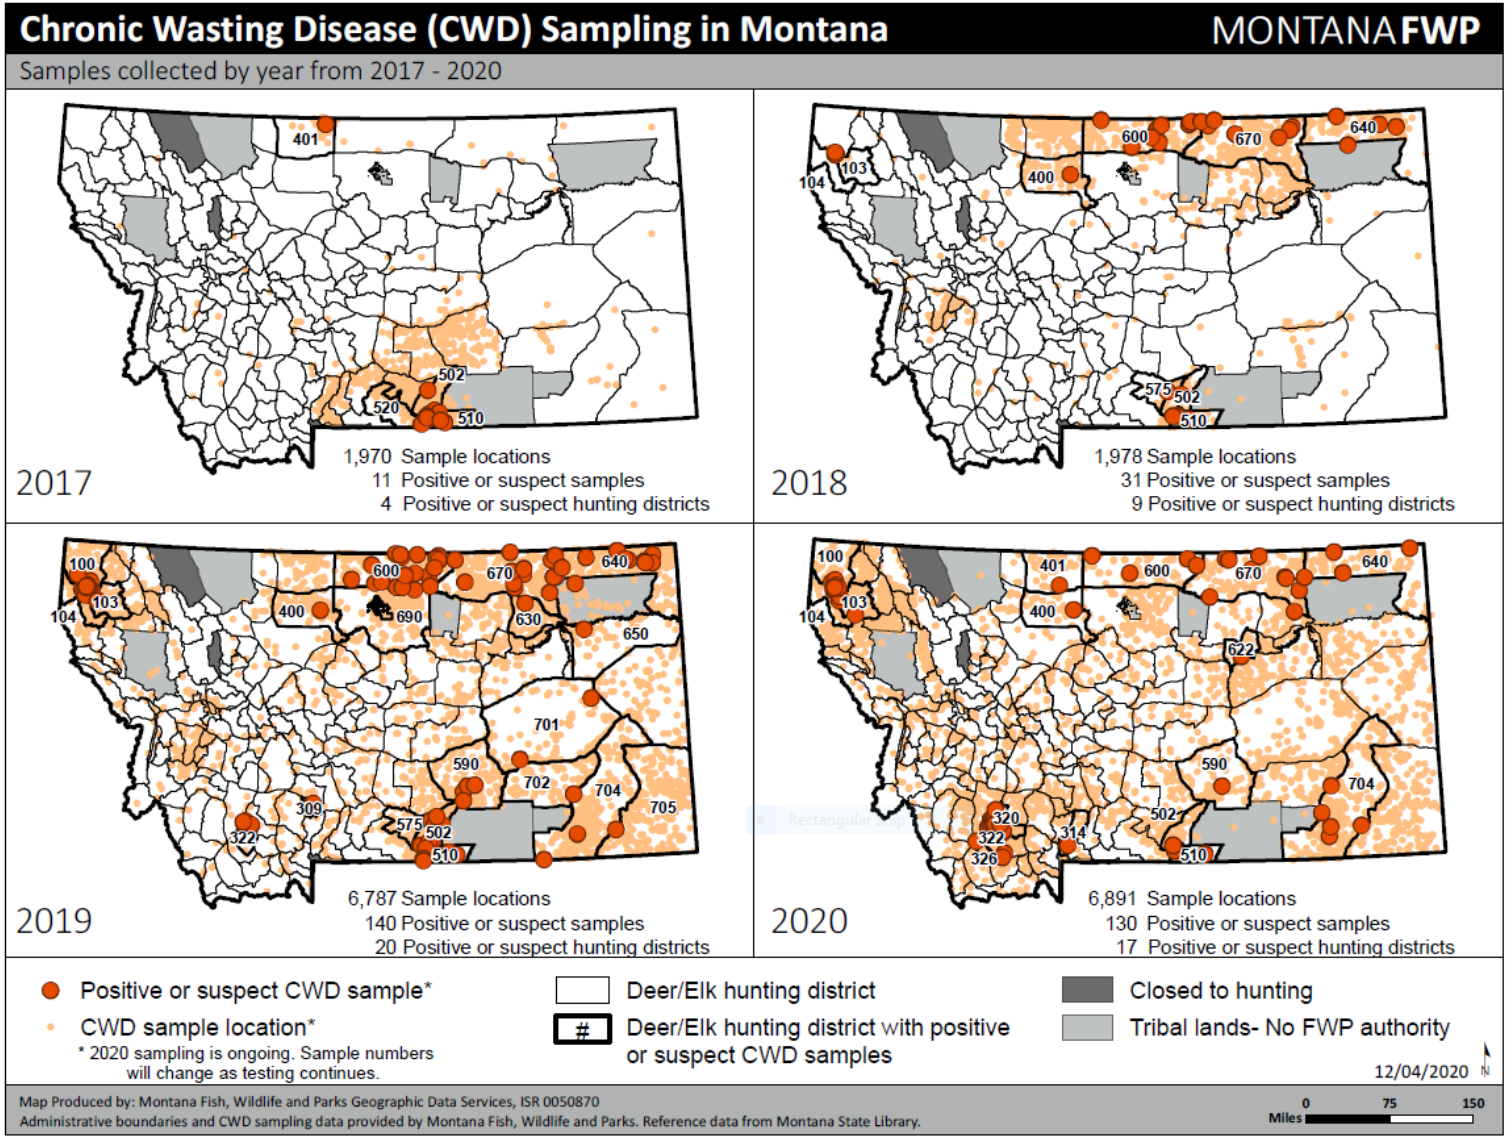 Chronic Wasting Disease (CWD) Sampling in Montana
MONTANA FWP
Samples collected by year from 2017 - 2020
401
502
520
510
1,970 Sample locations
11 Positive or suspect samples
4 Positive or suspect hunting districts
2017
600
670
640
103
104
400
575
502
510
1,978 Sample locations
31 Positive or suspect samples
9 Positive or suspect hunting districts
2018
100
600
670
640
103
104
400
690
630
650
701
590
702
704
705
309
322
575
502
510
6,787 Sample locations
140 Positive or suspect samples
20 Positive or suspect hunting districts
2019
100
401
600
670
640
103
104
400
622
590
704
502
320
322
314
326
510
Rectangular
6,891 Sample locations
130 Positive or suspect samples
17 Positive or suspect hunting districts
2020
Positive or suspect CWD sample*
CWD sample location*
* 2020 sampling is ongoing. Sample numbers
will change as testing continues.
Deer/Elk hunting district
# Deer/Elk hunting district with positive
or suspect CWD samples
Closed to hunting
Tribal lands- No FWP authority
12/04/2020
N
Map Produced by: Montana Fish, Wildlife and Parks Geographic Data Services, ISR 0050870
Administrative boundaries and CWD sampling data provided by Montana Fish, Wildlife and Parks. Reference data from Montana State Library.
0 75 150
Miles